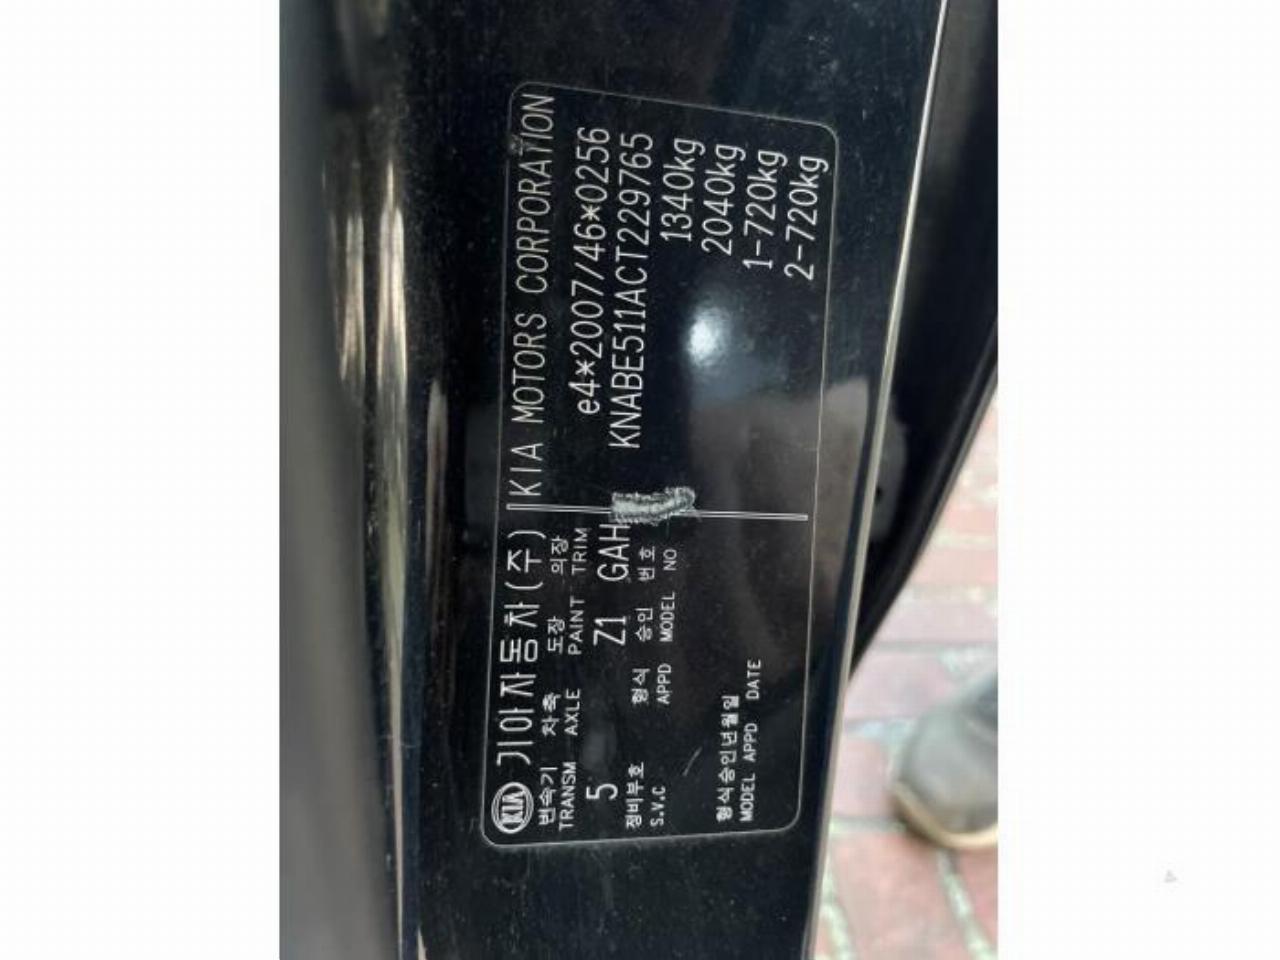 KIA 기아자동차(주) KIA MOTORS CORPORATION
변속기 차축 도장 의장
TRANSM AXLE PAINT TRIM
e4*2007/46*0256
5 Z1 GAH
KNABE511ACT229765
정비부호 형식 승인 번호
S.V.C APPD MODEL NO
1340kg
2040kg
형식승인년월일
MODEL APPD DATE
1-720kg
2-720kg